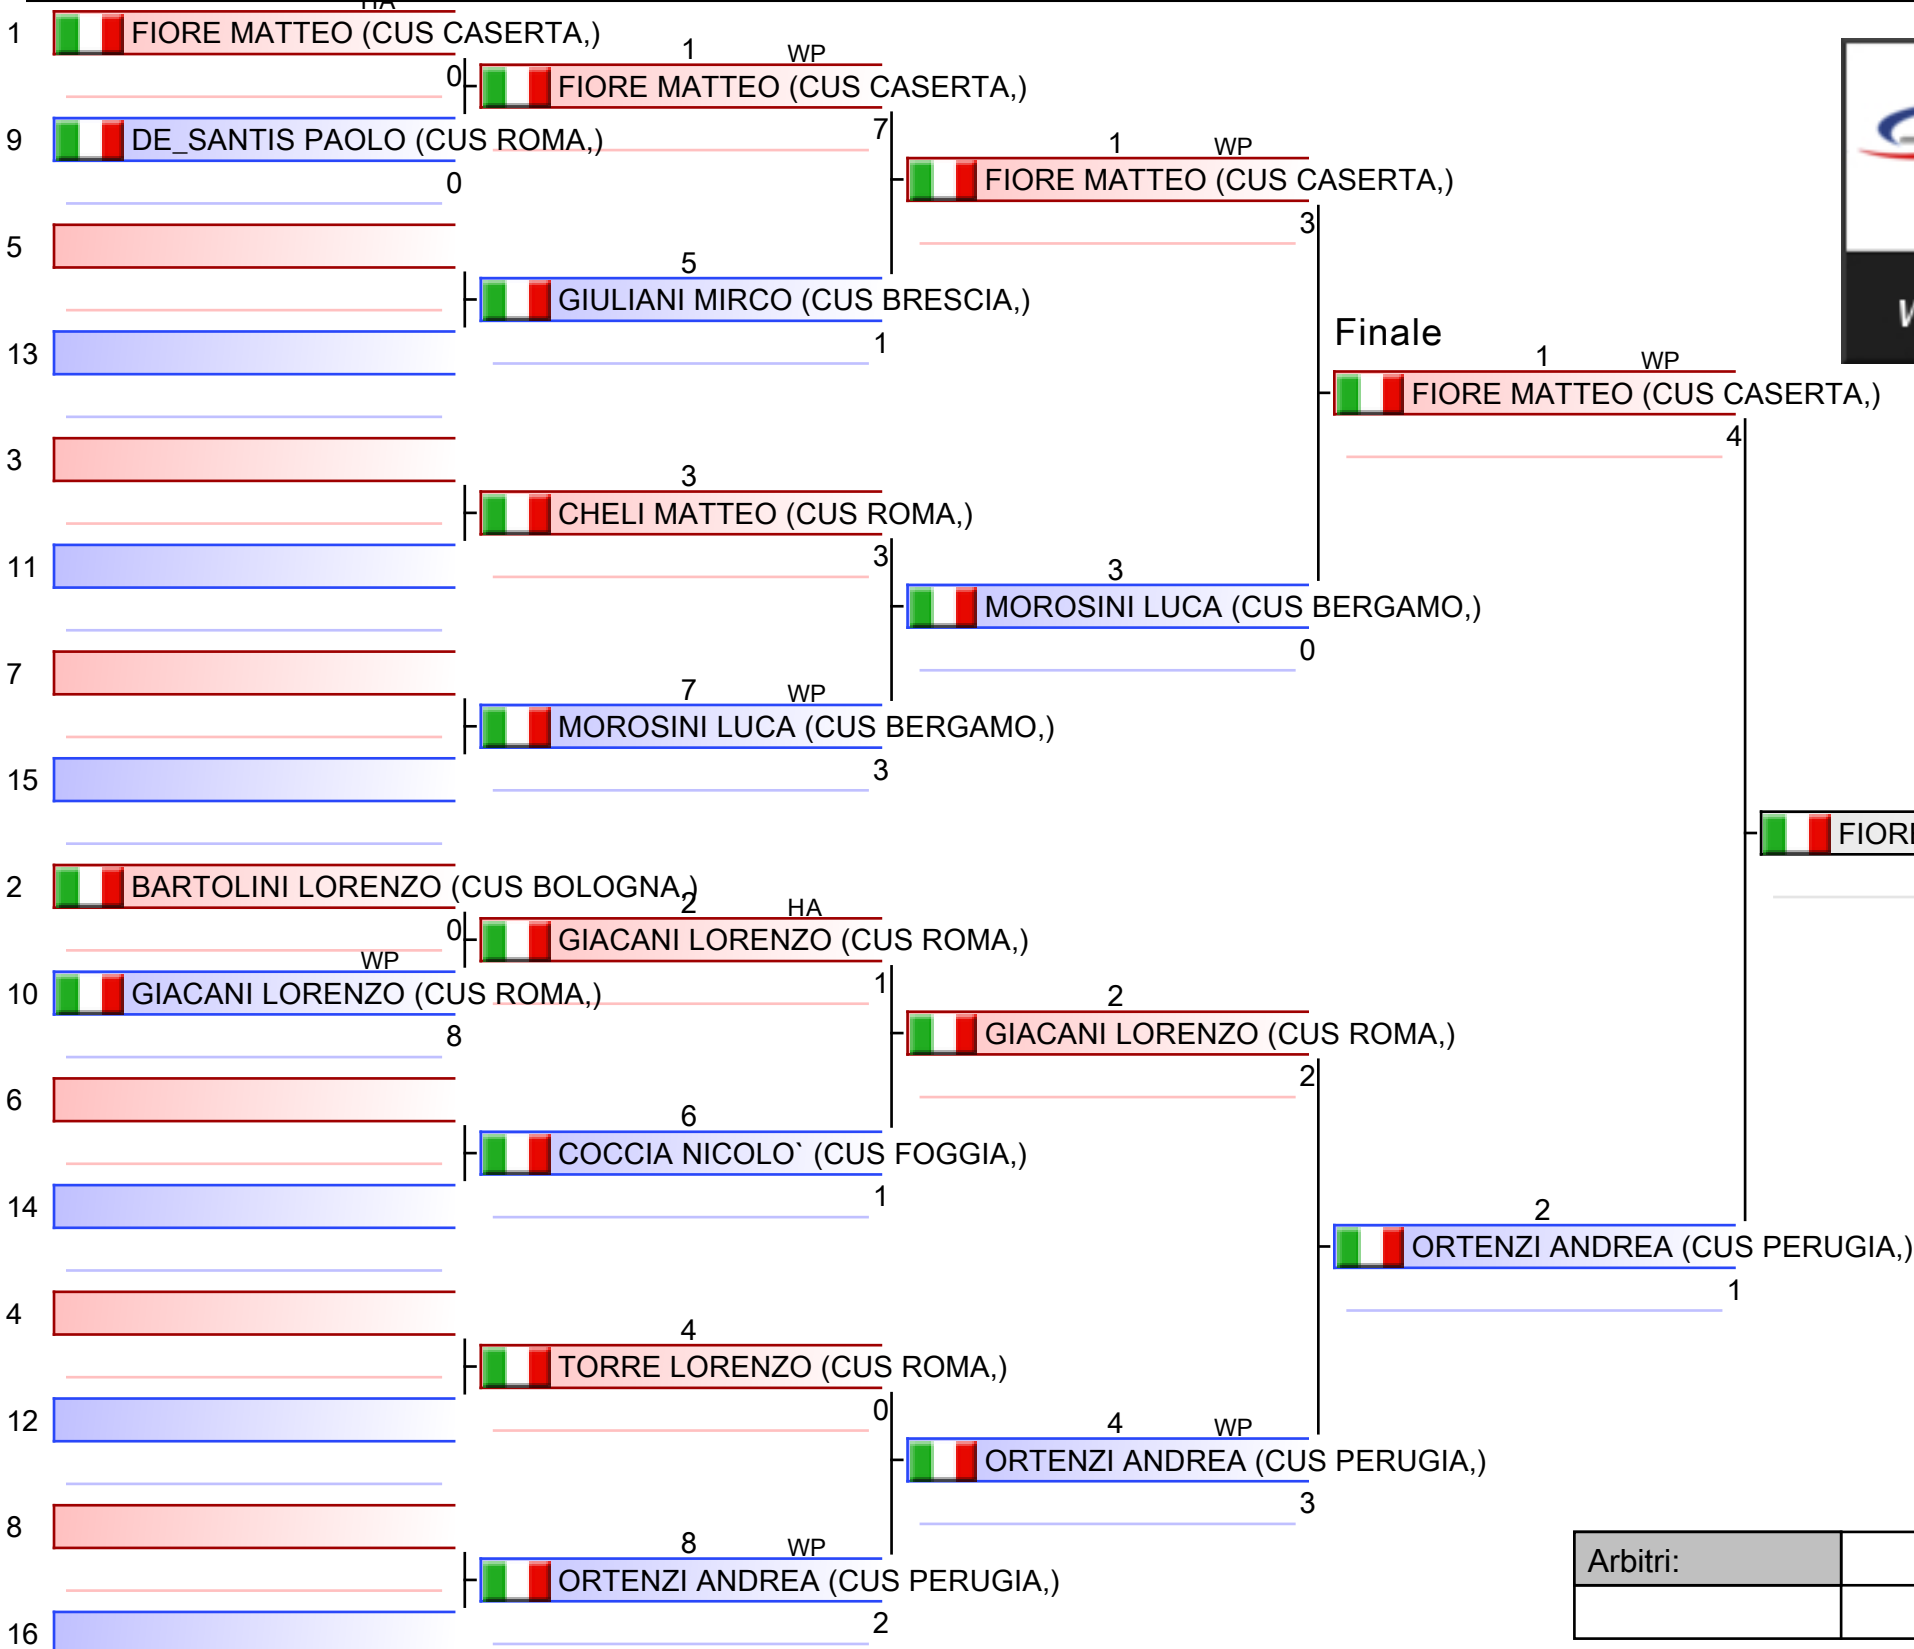 HA
1 FIORE MATTEO (CUS CASERTA,)
0
9 DE_SANTIS PAOLO (CUS ROMA,)
0
5
13
3
11
7
15
2 BARTOLINI LORENZO (CUS BOLOGNA,)
0
WP
10 GIACANI LORENZO (CUS ROMA,)
8
6
14
4
12
8
16
1 WP
FIORE MATTEO (CUS CASERTA,)
7
5
GIULIANI MIRCO (CUS BRESCIA,)
1
3
CHELI MATTEO (CUS ROMA,)
3
7 WP
MOROSINI LUCA (CUS BERGAMO,)
3
2 HA
GIACANI LORENZO (CUS ROMA,)
1
6
COCCIA NICOLO` (CUS FOGGIA,)
1
4
TORRE LORENZO (CUS ROMA,)
0
8 WP
ORTENZI ANDREA (CUS PERUGIA,)
2
1 WP
FIORE MATTEO (CUS CASERTA,)
3
3
MOROSINI LUCA (CUS BERGAMO,)
0
2
GIACANI LORENZO (CUS ROMA,)
2
4 WP
ORTENZI ANDREA (CUS PERUGIA,)
3
Finale
1 WP
FIORE MATTEO (CUS CASERTA,)
4
2
ORTENZI ANDREA (CUS PERUGIA,)
1
FIOR
Arbitri: